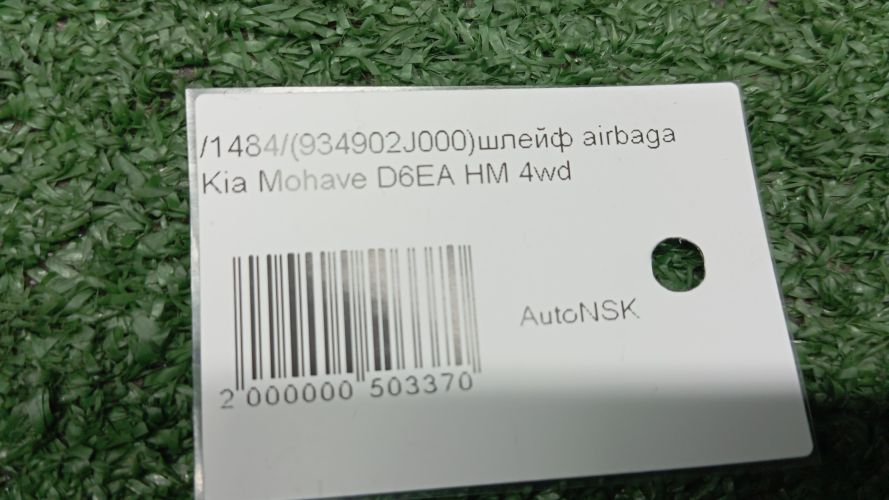 /1484/(934902J000)шлейф airbaga
Kia Mohave D6EA HM 4wd
AutoNSK
2 000000 503370